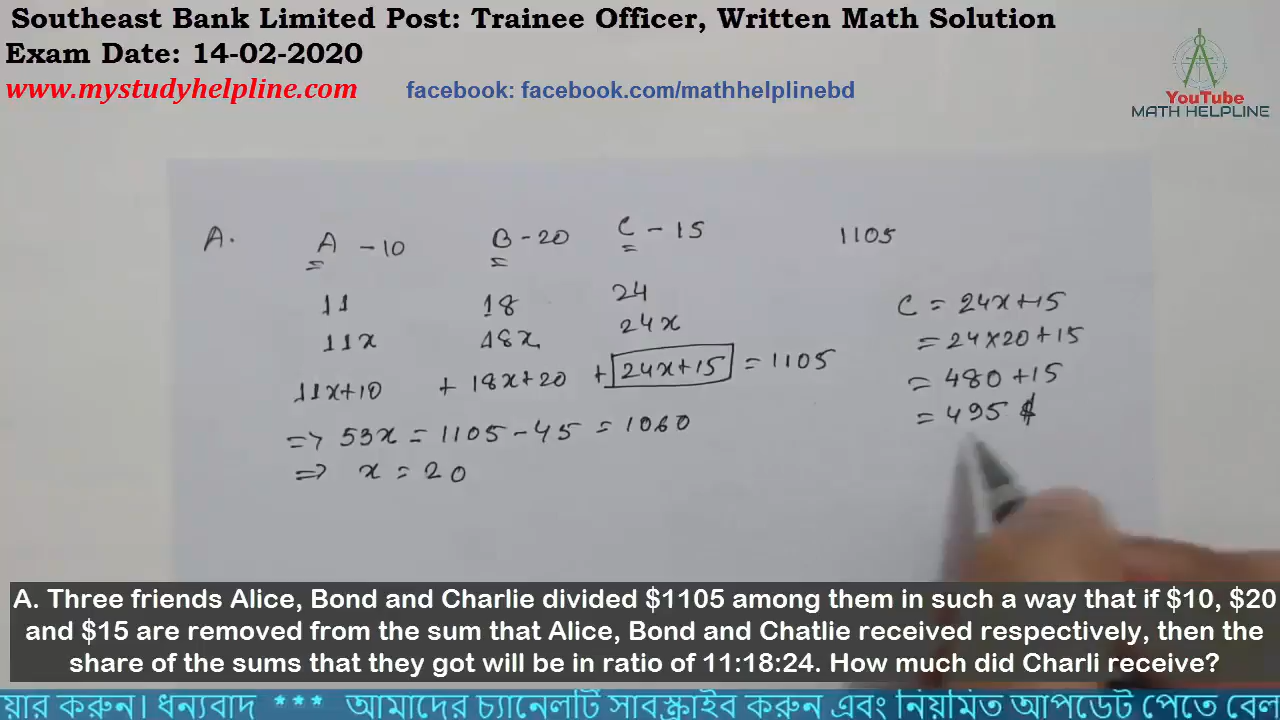 Southeast Bank Limited Post: Trainee Officer, Written Math Solution
Exam Date: 14-02-2020
www.mystudyhelpline.com facebook: facebook.com/mathhelplinebd
YouTube
MATH HELPLINE
A. A - 10 B - 20 C - 15 1105
11 18 24
11x 18x 24x
11x+10 + 18x+20 + 24x+15 = 1105
=> 53x = 1105 - 45 = 1060
=> x = 20
C = 24x+15
= 24×20+15
= 480+15
= 495 $
A. Three friends Alice, Bond and Charlie divided $1105 among them in such a way that if $10, $20
and $15 are removed from the sum that Alice, Bond and Chatlie received respectively, then the
share of the sums that they got will be in ratio of 11:18:24. How much did Charli receive?
য়ার করুন। ধন্যবাদ *** আমাদের চ্যানেলটি সাবস্ক্রাইব করুন এবং নিয়মিত আপডেট পেতে বেল